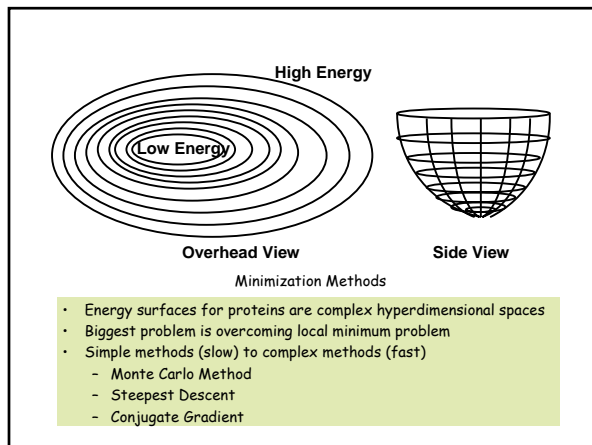 High Energy
Low Energy
Overhead View
Side View
Minimization Methods
• Energy surfaces for proteins are complex hyperdimensional spaces
• Biggest problem is overcoming local minimum problem
• Simple methods (slow) to complex methods (fast)
– Monte Carlo Method
– Steepest Descent
– Conjugate Gradient